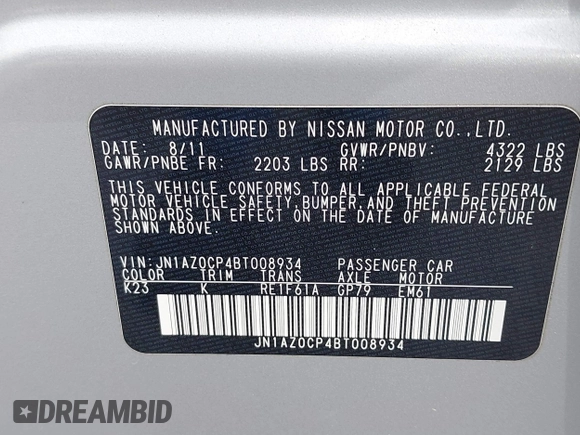 MANUFACTURED BY NISSAN MOTOR CO.,LTD.
DATE: 8/11 GVWR/PNBV: 4322 LBS
GAWR/PNBE FR: 2203 LBS RR: 2129 LBS
THIS VEHICLE CONFORMS TO ALL APPLICABLE FEDERAL
MOTOR VEHICLE SAFETY,BUMPER,AND THEFT PREVENTION
STANDARDS IN EFFECT ON THE DATE OF MANUFACTURE
SHOWN ABOVE.
VIN:JN1AZ0CP4BT008934 PASSENGER CAR
COLOR TRIM TRANS AXLE MOTOR
K23 K RE1F61A GP79 EM61
JN1AZ0CP4BT008934
DREAMBID